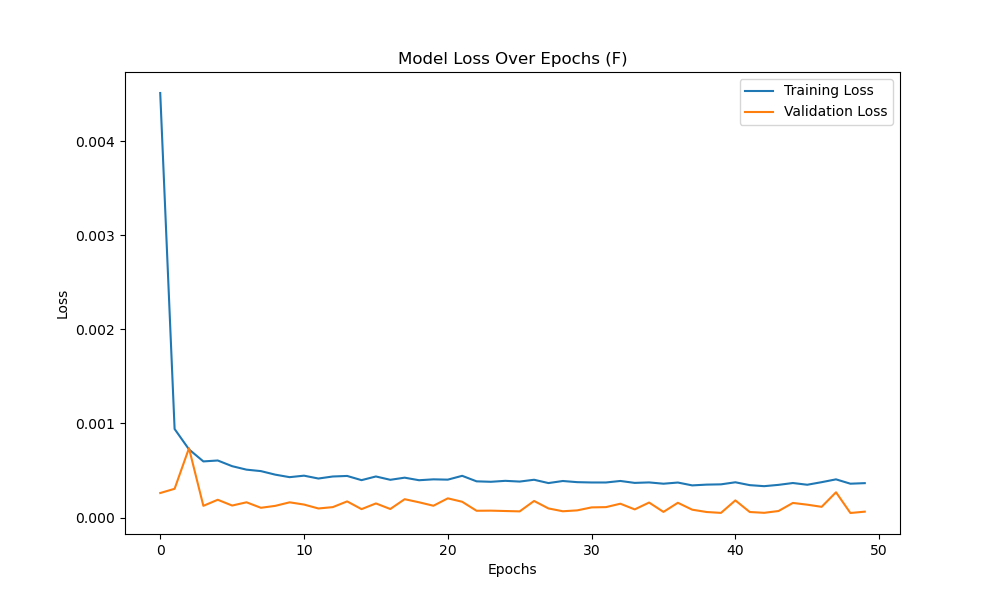 Model Loss Over Epochs (F)
Training Loss
Validation Loss
0.004
0.003
0.002
0.001
0.000
Loss
0 10 20 30 40 50
Epochs